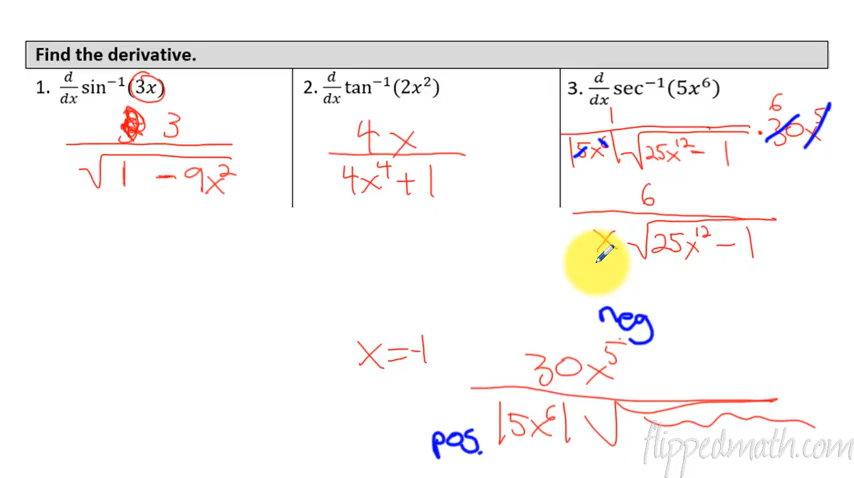 Find the derivative.
1. d/dx sin⁻¹(3x)
3
√(1 − 9x²)
2. d/dx tan⁻¹(2x²)
4x
4x⁴ + 1
3. d/dx sec⁻¹(5x⁶)
1 / (|5x⁶| √(25x¹² − 1)) · 30x⁵
6
6
x √(25x¹² − 1)
neg
x = -1
30x⁵
|5x⁶| √
pos.
flippedmath.com